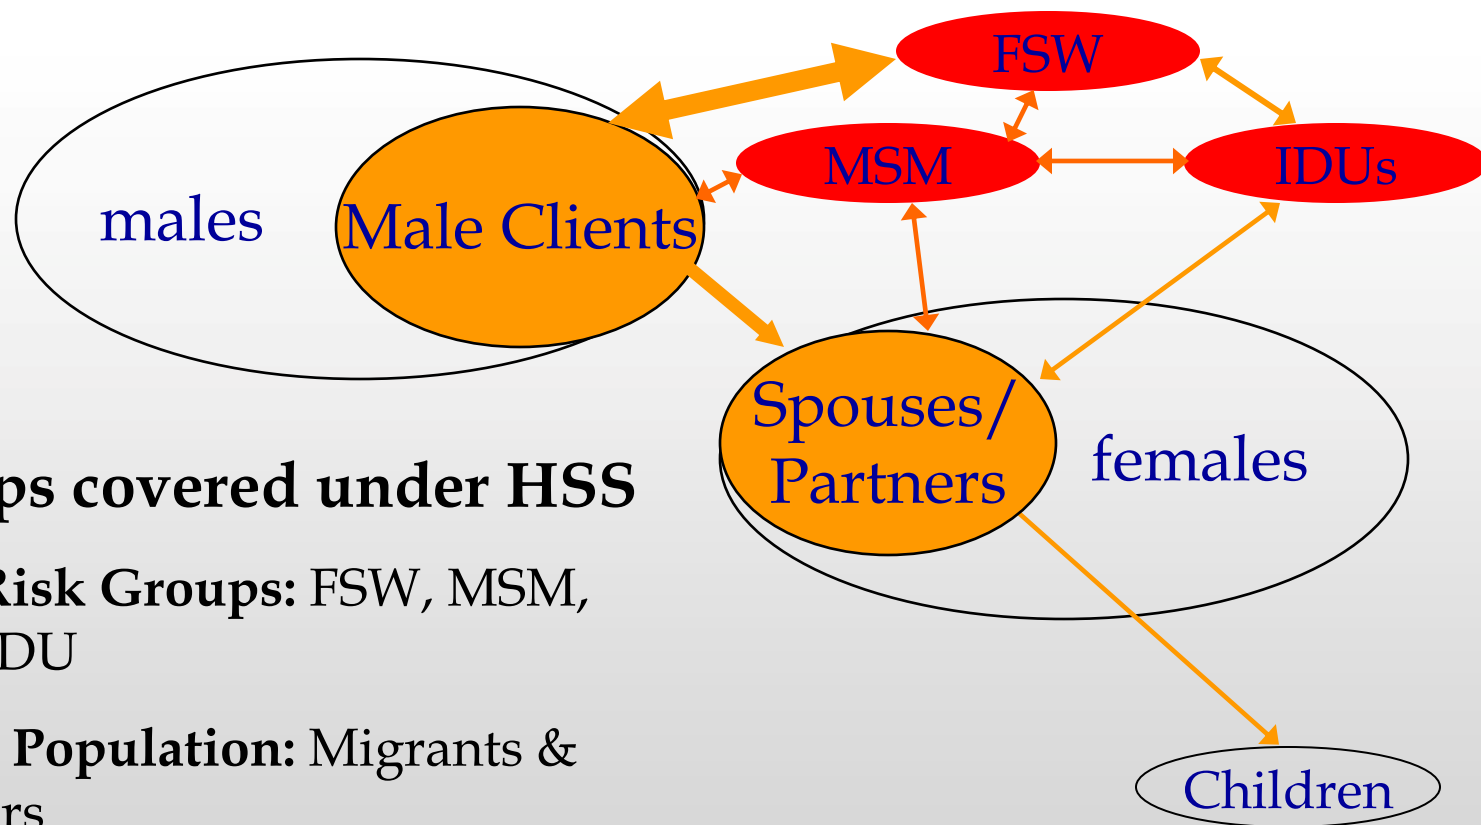 FSW
MSM
IDUs
males
Male Clients
Spouses/
Partners
females
ps covered under HSS
Risk Groups: FSW, MSM,
DU
Population: Migrants &
rs
Children